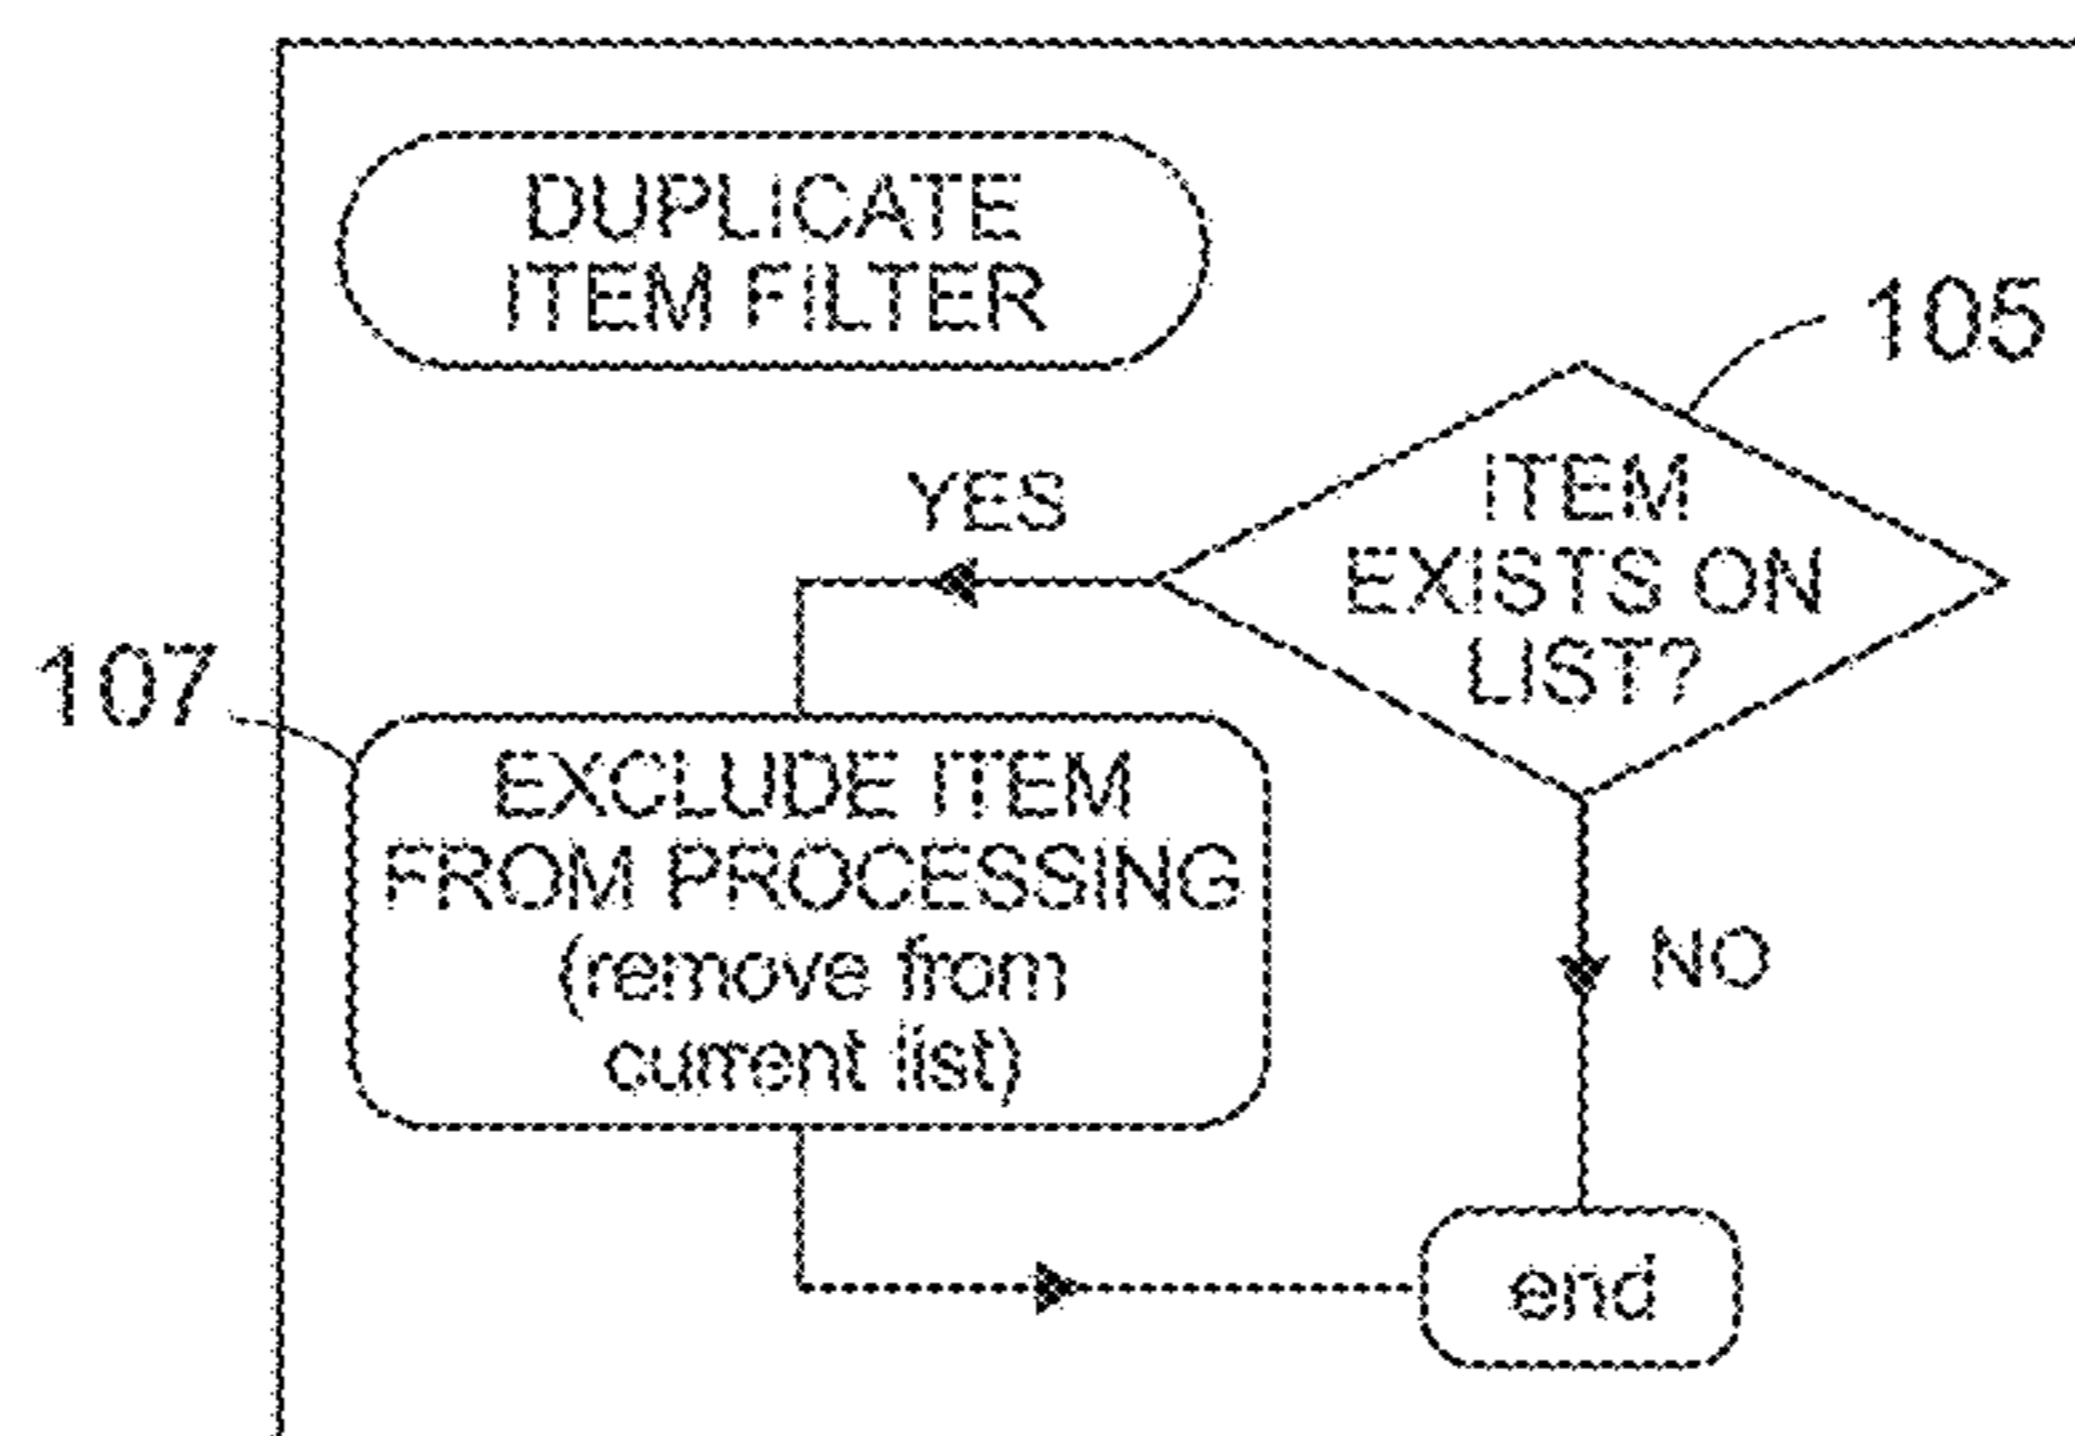 DUPLICATE
ITEM FILTER
105
ITEM
EXISTS ON
LIST?
YES
107
EXCLUDE ITEM
FROM PROCESSING
(remove from
current list)
NO
end